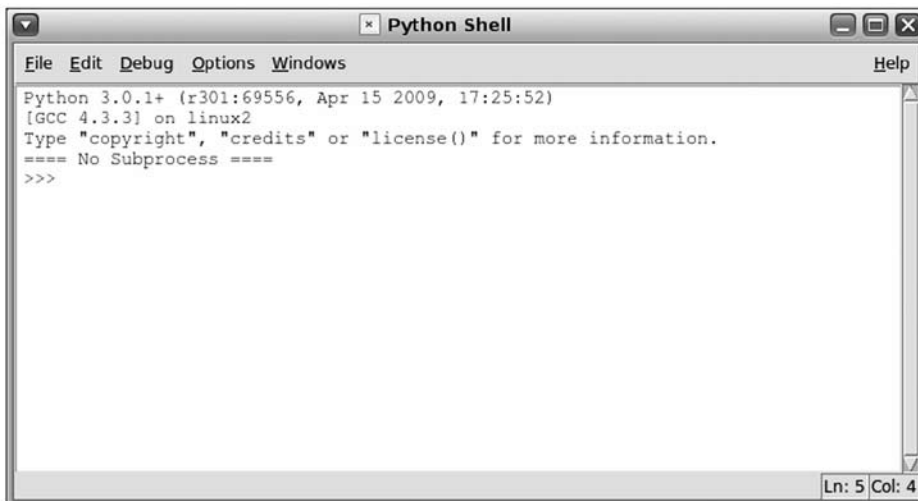 Python Shell
File Edit Debug Options Windows Help
Python 3.0.1+ (r301:69556, Apr 15 2009, 17:25:52)
[GCC 4.3.3] on linux2
Type "copyright", "credits" or "license()" for more information.
==== No Subprocess ====
>>>
Ln: 5 Col: 4